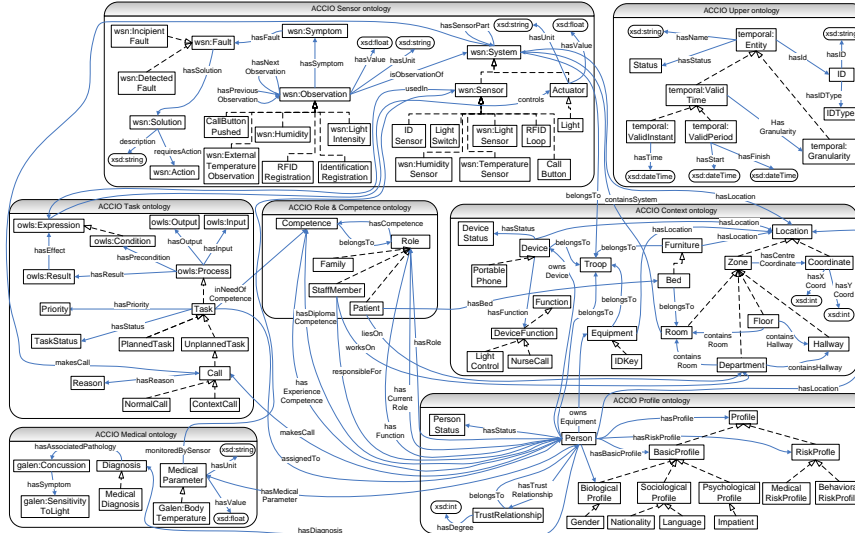 ACCIO Sensor ontology
wsn:Incipient
Fault
wsn:Detected
Fault
wsn:Fault
hasFault
wsn:Symptom
hasSymptom
xsd:float
xsd:string
hasValue
hasUnit
hasNext
Observation
hasPrevious
Observation
wsn:Observation
isObservationOf
hasSolution
wsn:Solution
description
xsd:string
requiresAction
wsn:Action
CallButton
Pushed
wsn:Humidity
wsn:Light
Intensity
wsn:External
Temperature
Observation
RFID
Registration
Identification
Registration
hasSensorPart
xsd:string
xsd:float
hasUnit
hasValue
wsn:System
usedIn
wsn:Sensor
controls
Actuator
Light
ID
Sensor
Light
Switch
wsn:Light
Sensor
RFID
Loop
wsn:Humidity
Sensor
wsn:Temperature
Sensor
Call
Button
ACCIO Upper ontology
xsd:string
hasName
Status
hasStatus
temporal:
Entity
hasId
xsd:string
hasID
ID
hasIDType
IDType
temporal:Valid
Time
Has
Granularity
temporal:
ValidInstant
temporal:
ValidPeriod
temporal:
Granularity
hasTime
hasStart
hasFinish
xsd:dateTime
xsd:dateTime
xsd:dateTime
belongsTo
containsSystem
hasLocation
ACCIO Task ontology
owls:Expression
owls:Output
owls:Input
owls:Condition
hasOutput
hasInput
hasEffect
hasPrecondition
owls:Result
hasResult
owls:Process
inNeedOf
Competence
Priority
hasPriority
Task
TaskStatus
hasStatus
PlannedTask
UnplannedTask
makesCall
Call
Reason
hasReason
NormalCall
ContextCall
ACCIO Role & Competence ontology
Competence
hasCompetence
belongsTo
Role
Family
StaffMember
Patient
hasDiploma
Competence
liesOn
worksOn
hasRole
responsibleFor
has
Experience
Competence
has
Current
Role
makesCall
has
Function
assignedTo
ACCIO Context ontology
Device
Status
hasStatus
Device
belongsTo
Troop
belongsTo
Furniture
hasLocation
hasLocation
Location
Portable
Phone
owns
Device
Zone
hasCentre
Coordinate
Coordinate
hasX
Coord
hasY
Coord
xsd:int
xsd:int
hasBed
Bed
Function
hasFunction
belongsTo
belongsTo
belongsTo
DeviceFunction
Equipment
Room
Floor
contains
Room
contains
Hallway
Hallway
Light
Control
NurseCall
IDKey
contains
Room
Department
containsHallway
hasLocation
ACCIO Medical ontology
hasAssociatedPathology
monitoredBySensor
galen:Concussion
Diagnosis
Medical
Parameter
xsd:string
hasUnit
hasSymptom
galen:Sensitivity
ToLight
Medical
Diagnosis
Galen:Body
Temperature
hasValue
xsd:float
hasMedical
Parameter
hasDiagnosis
ACCIO Profile ontology
owns
Equipment
Person
Status
hasStatus
Person
hasProfile
Profile
hasRiskProfile
hasBasicProfile
BasicProfile
RiskProfile
hasTrust
Relationship
belongsTo
xsd:int
hasDegree
TrustRelationship
Biological
Profile
Sociological
Profile
Psychological
Profile
Medical
RiskProfile
Behavioral
RiskProfile
Gender
Nationality
Language
Impatient